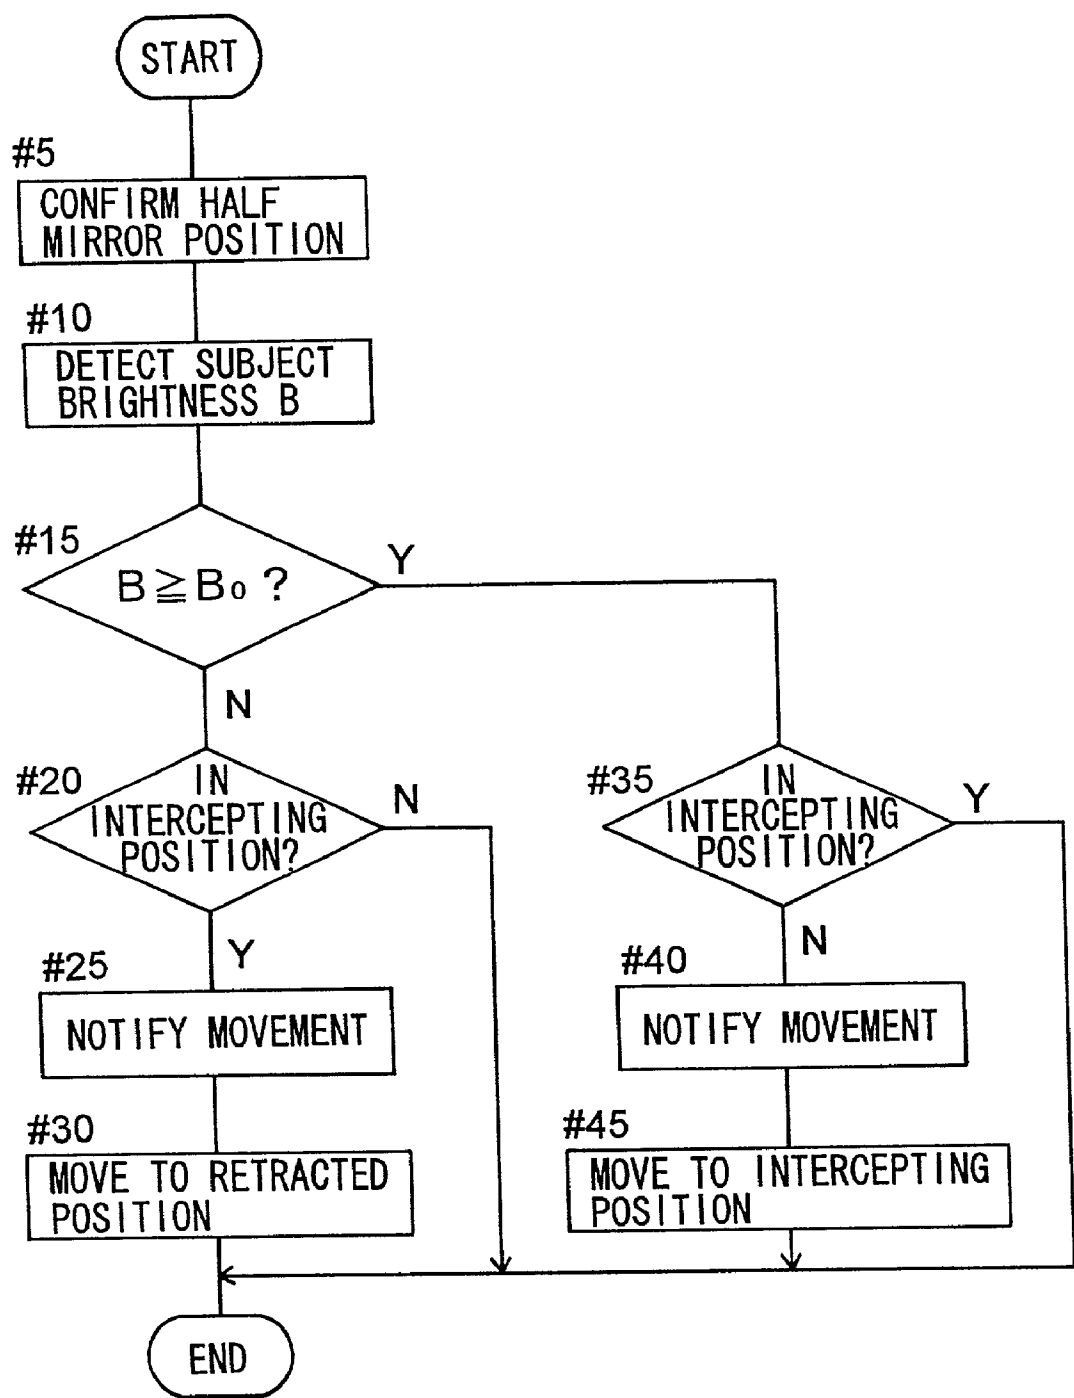 START
#5
CONFIRM HALF
MIRROR POSITION
#10
DETECT SUBJECT
BRIGHTNESS B
#15
B ≧ B₀ ?
Y
N
#20
IN
INTERCEPTING
POSITION?
N
Y
#25
NOTIFY MOVEMENT
#30
MOVE TO RETRACTED
POSITION
#35
IN
INTERCEPTING
POSITION?
Y
N
#40
NOTIFY MOVEMENT
#45
MOVE TO INTERCEPTING
POSITION
END